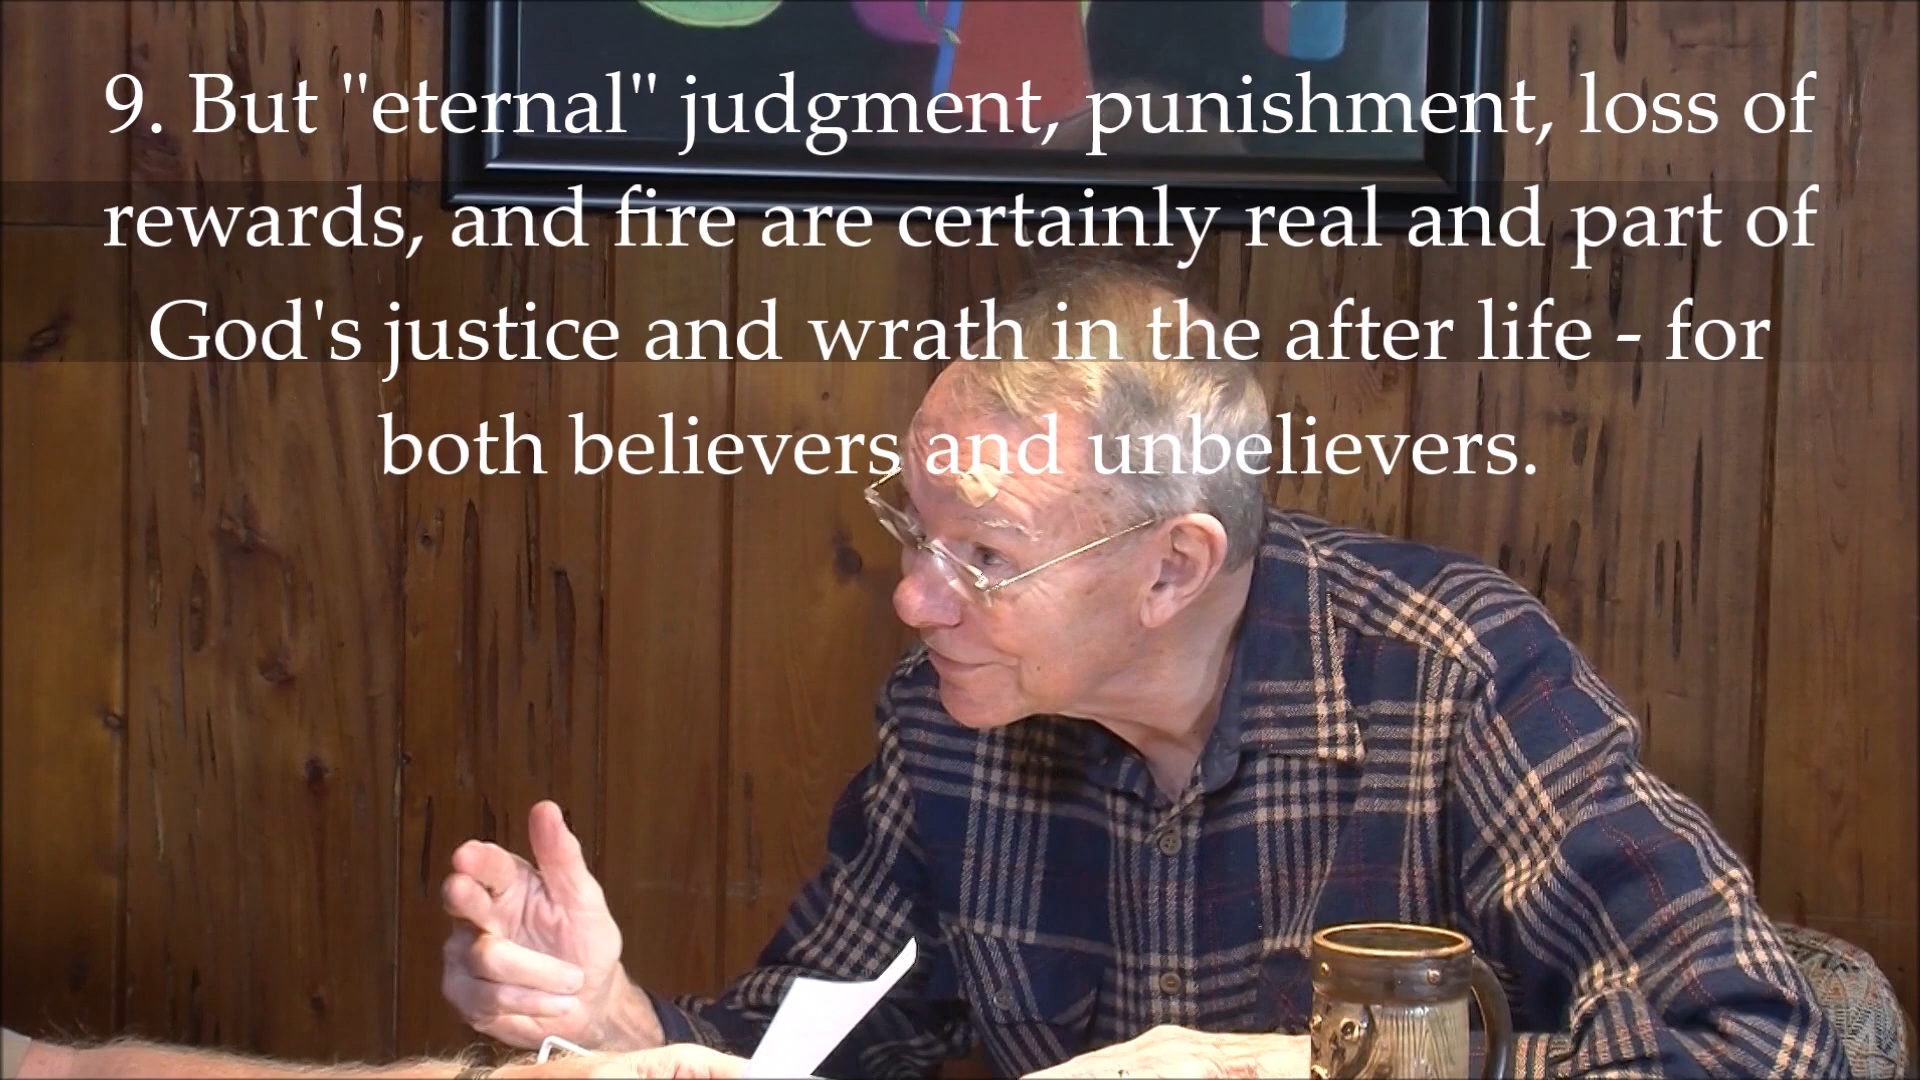 9. But "eternal" judgment, punishment, loss of
rewards, and fire are certainly real and part of
God's justice and wrath in the after life - for
both believers and unbelievers.